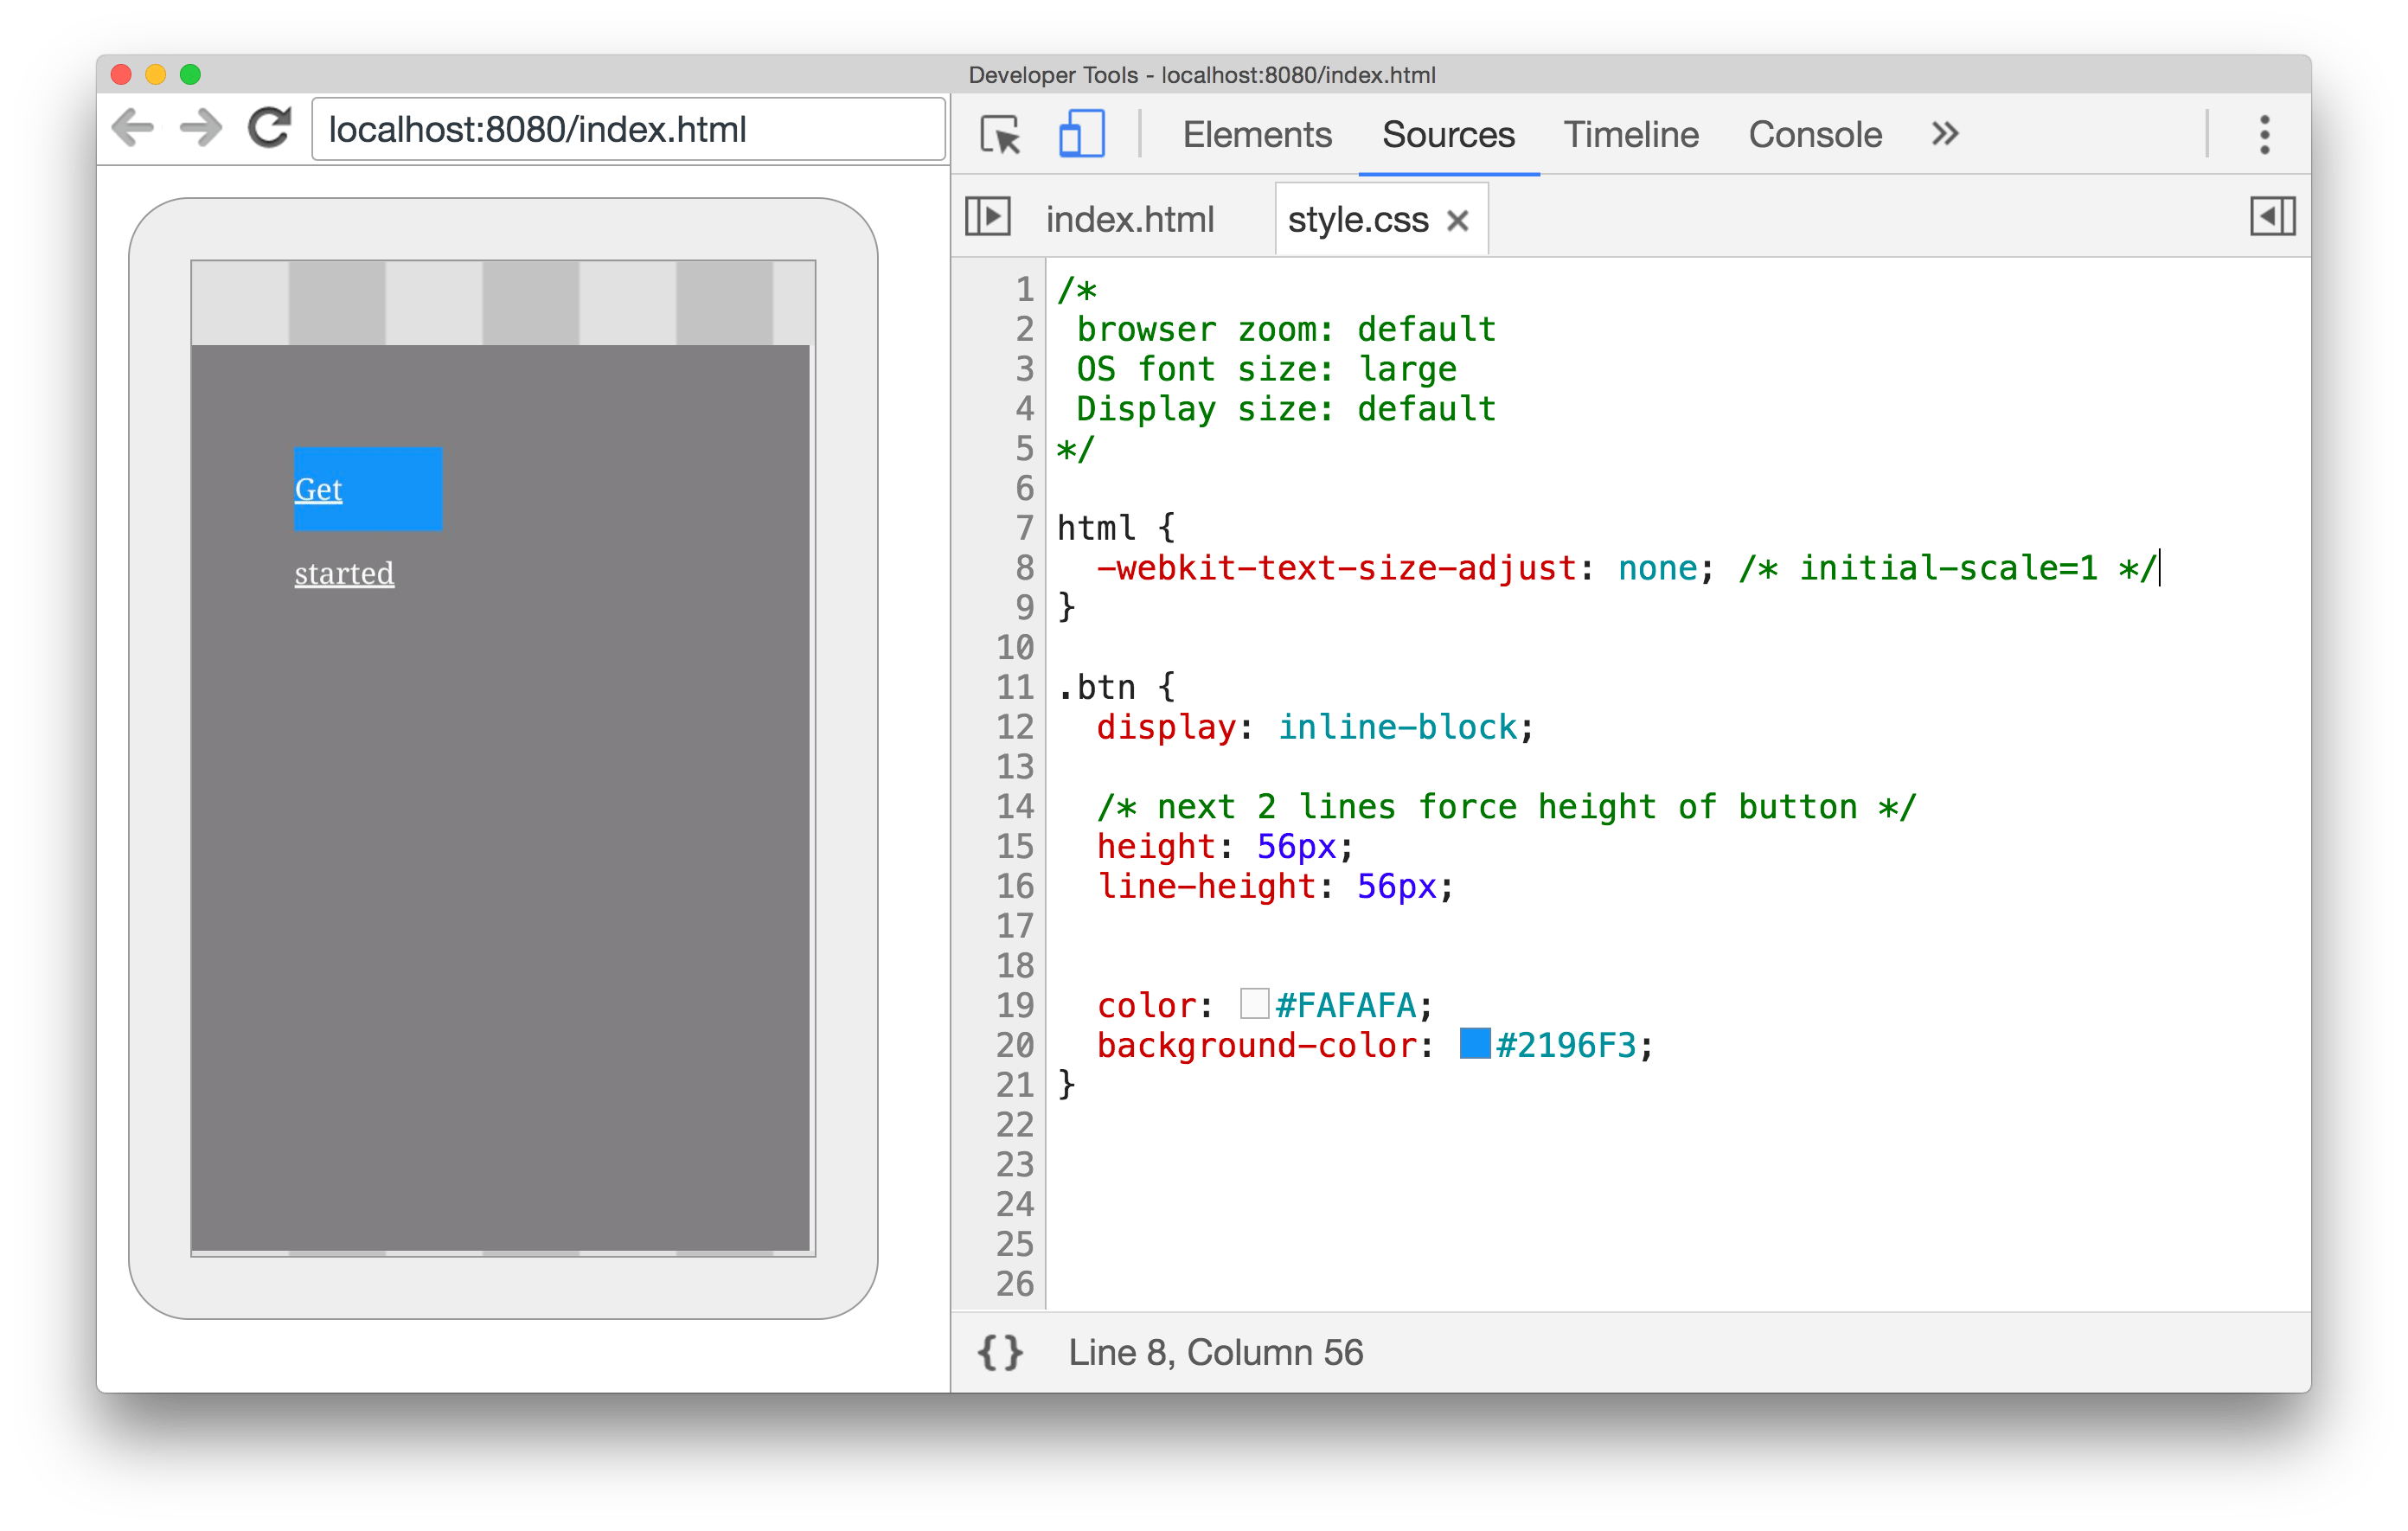 Developer Tools - localhost:8080/index.html
localhost:8080/index.html
Elements Sources Timeline Console »
index.html style.css ×
Get
started
1 /*
2 browser zoom: default
3 OS font size: large
4 Display size: default
5 */
6
7 html {
8 -webkit-text-size-adjust: none; /* initial-scale=1 */
9 }
10
11 .btn {
12 display: inline-block;
13
14 /* next 2 lines force height of button */
15 height: 56px;
16 line-height: 56px;
17
18
19 color: #FAFAFA;
20 background-color: #2196F3;
21 }
22
23
24
25
26
{} Line 8, Column 56